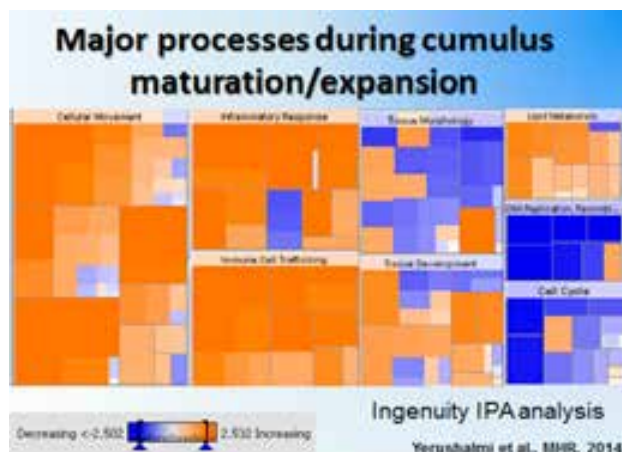 Major processes during cumulus
maturation/expansion
Cellular Movement
Inflammatory Response
Tissue Morphology
Lipid Metabolism
DNA Replication,
Immune Cell Trafficking
Tissue Development
Cell Cycle
Ingenuity IPA analysis
Decreasing <-2.502
2.502 Increasing
Yerushalmi et al., MHR, 2014